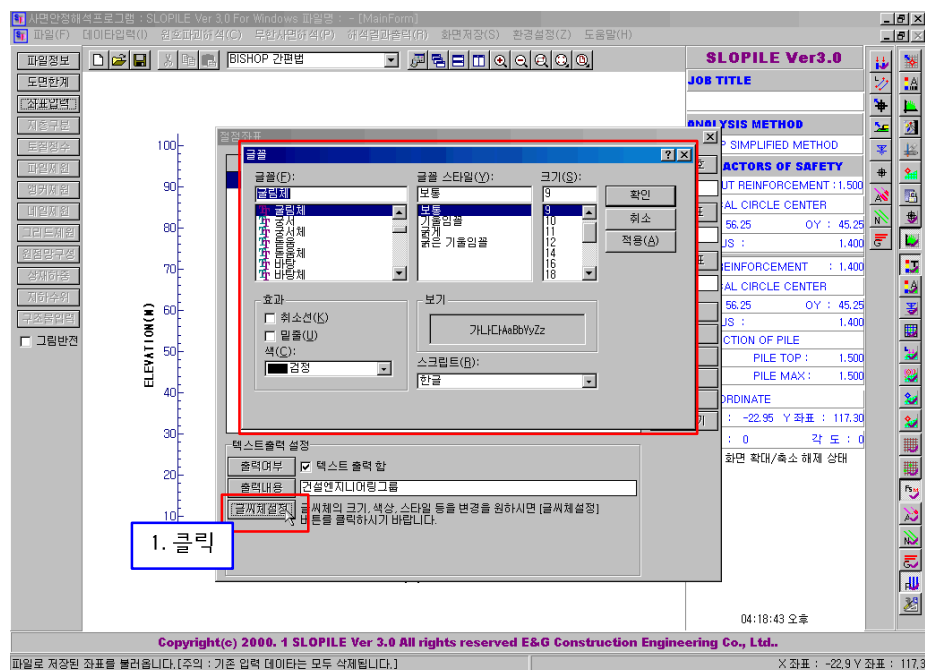 사면안정해석프로그램 : SLOPILE Ver 3.0 For Windows 파일명 : - [MainForm]
파일(F) 데이타입력(I) 원호파괴해석(C) 무한사면해석(P) 해석결과출력(R) 화면저장(S) 환경설정(Z) 도움말(H)
파일정보
도면한계
좌표입력
지층구분
토질정수
파일제원
앵커제원
네일제원
그리드제원
원점망구성
상재하중
지하수위
구조물입력
그림반전
BISHOP 간편법
100
90
80
70
60
50
40
30
20
10
ELEVATION(M)
절점좌표
글꼴
글꼴(F):
굴림체
굴림체
궁서
궁서체
돋움
돋움체
바탕
바탕체
글꼴 스타일(Y):
보통
보통
기울임꼴
굵게
굵은 기울임꼴
크기(S):
9
9
10
11
12
14
16
18
확인
취소
적용(A)
효과
취소선(K)
밑줄(U)
색(C):
검정
보기
가나다AaBbYyZz
스크립트(R):
한글
텍스트출력 설정
출력여부
텍스트 출력 함
출력내용
건설엔지니어링그룹
글씨체설정
글씨체의 크기, 색상, 스타일 등을 변경을 원하시면 [글씨체설정]
버튼를 클릭하시기 바랍니다.
1. 클릭
SLOPILE Ver3.0
JOB TITLE
ANALYSIS METHOD
SIMPLIFIED METHOD
FACTORS OF SAFETY
UT REINFORCEMENT : 1.500
AL CIRCLE CENTER
56.25 OY : 45.25
US : 1.400
REINFORCEMENT : 1.400
AL CIRCLE CENTER
56.25 OY : 45.25
US : 1.400
CTION OF PILE
PILE TOP : 1.500
PILE MAX : 1.500
ORDINATE
: -22.95 Y 좌표 : 117.30
: 0 각 도 : 0
화면 확대/축소 해제 상태
04:18:43 오후
Copyright(c) 2000. 1 SLOPILE Ver 3.0 All rights reserved E&G Construction Engineering Co., Ltd..
파일로 저장된 좌표를 불러옵니다.[주의 : 기존 입력 데이타는 모두 삭제됩니다.]
X 좌표 : -22,9 Y 좌표 : 117,3